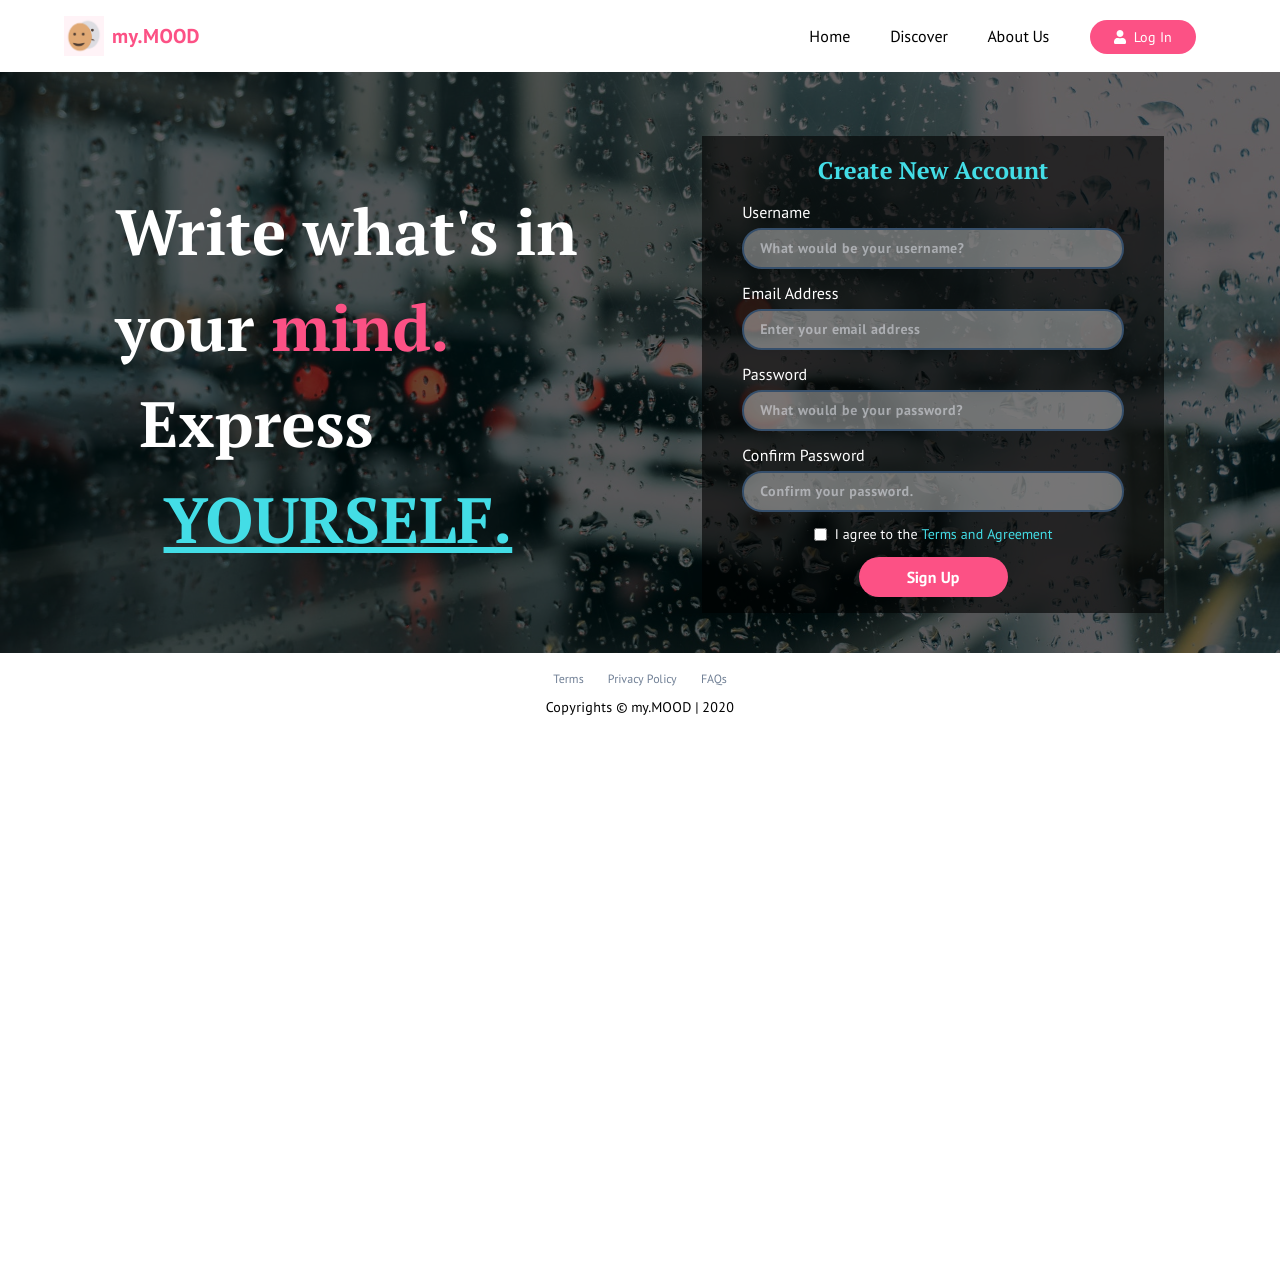 my.MOOD
Home
Discover
About Us
Log In
Write what's in
your mind.
Express
YOURSELF.
Create New Account
Username
What would be your username?
Email Address
Enter your email address
Password
What would be your password?
Confirm Password
Confirm your password.
I agree to the Terms and Agreement
Sign Up
Terms
Privacy Policy
FAQs
Copyrights © my.MOOD | 2020